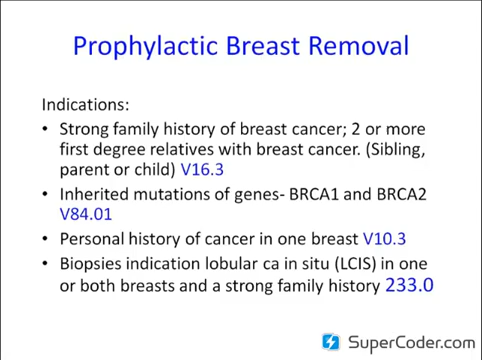 Prophylactic Breast Removal
Indications:
• Strong family history of breast cancer; 2 or more
first degree relatives with breast cancer. (Sibling,
parent or child) V16.3
• Inherited mutations of genes- BRCA1 and BRCA2
V84.01
• Personal history of cancer in one breast V10.3
• Biopsies indication lobular ca in situ (LCIS) in one
or both breasts and a strong family history 233.0
SuperCoder.com